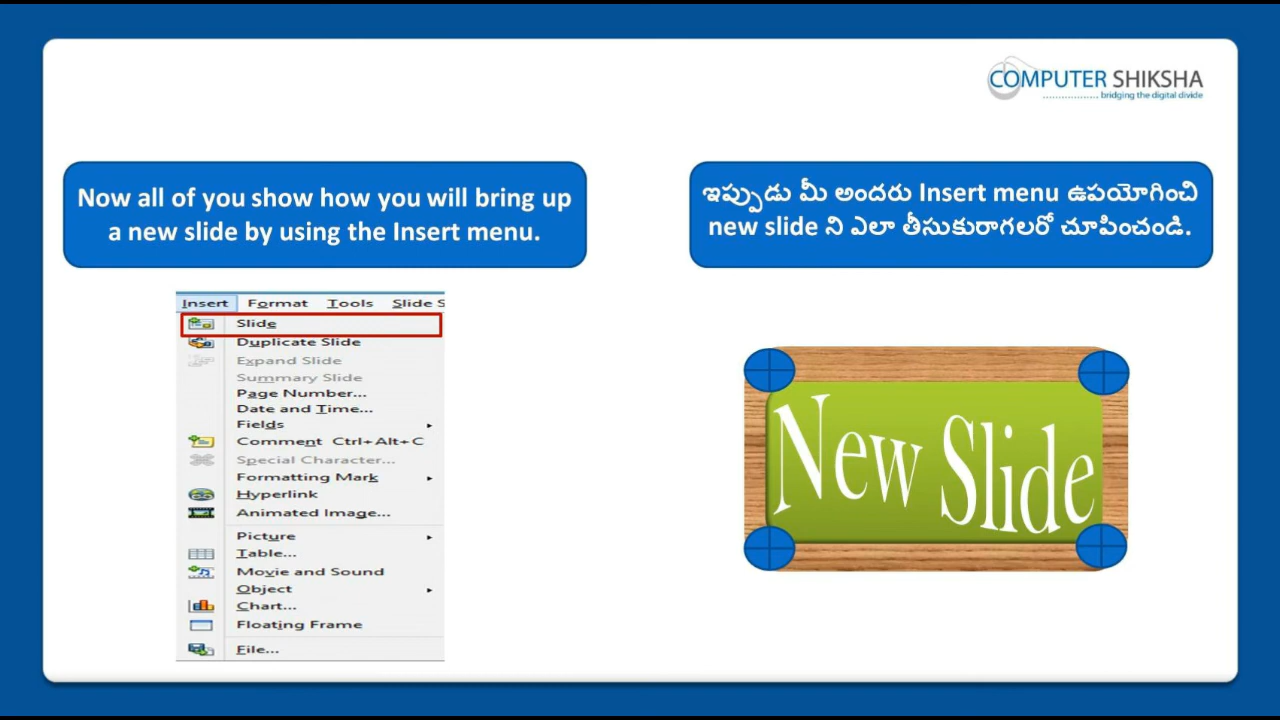 COMPUTER SHIKSHA
bridging the digital divide
Now all of you show how you will bring up
a new slide by using the Insert menu.
ఇప్పుడు మీ అందరు Insert menu ఉపయోగించి
new slide ని ఎలా తీసుకురాగలరో చూపించండి.
Insert Format Tools Slide S
Slide
Duplicate Slide
Expand Slide
Summary Slide
Page Number...
Date and Time...
Fields
Comment Ctrl+Alt+C
Special Character...
Formatting Mark
Hyperlink
Animated Image...
Picture
Table...
Movie and Sound
Object
Chart...
Floating Frame
File...
New Slide